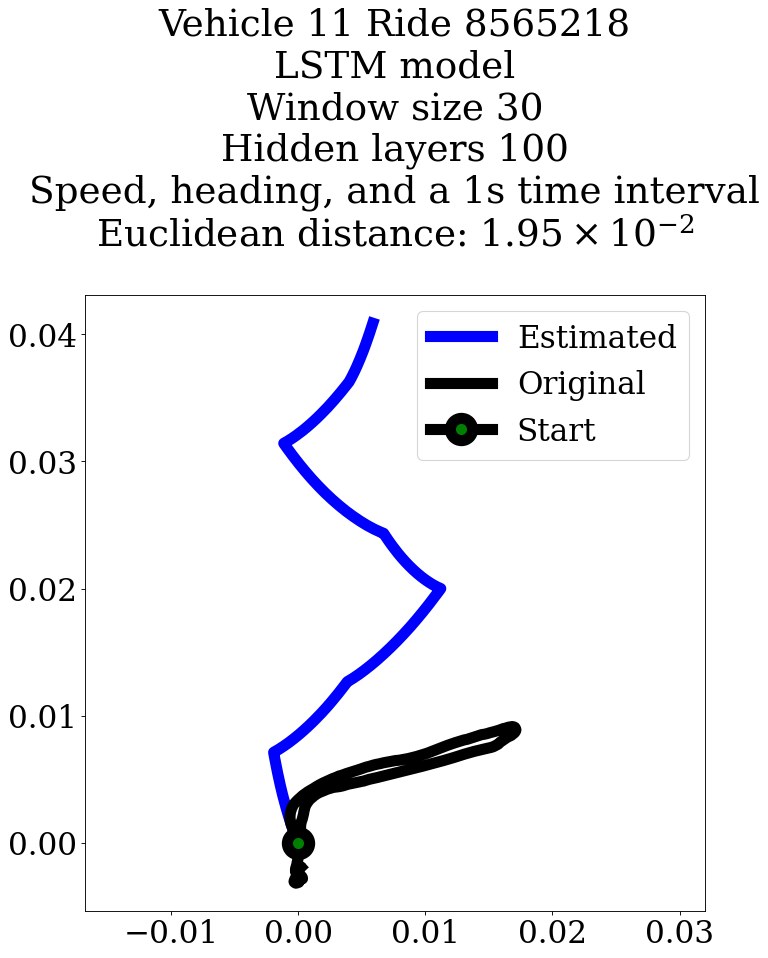 Vehicle 11 Ride 8565218
LSTM model
Window size 30
Hidden layers 100
Speed, heading, and a 1s time interval
Euclidean distance: 1.95 × 10⁻²
Estimated
Original
Start
0.04
0.03
0.02
0.01
0.00
−0.01 0.00 0.01 0.02 0.03